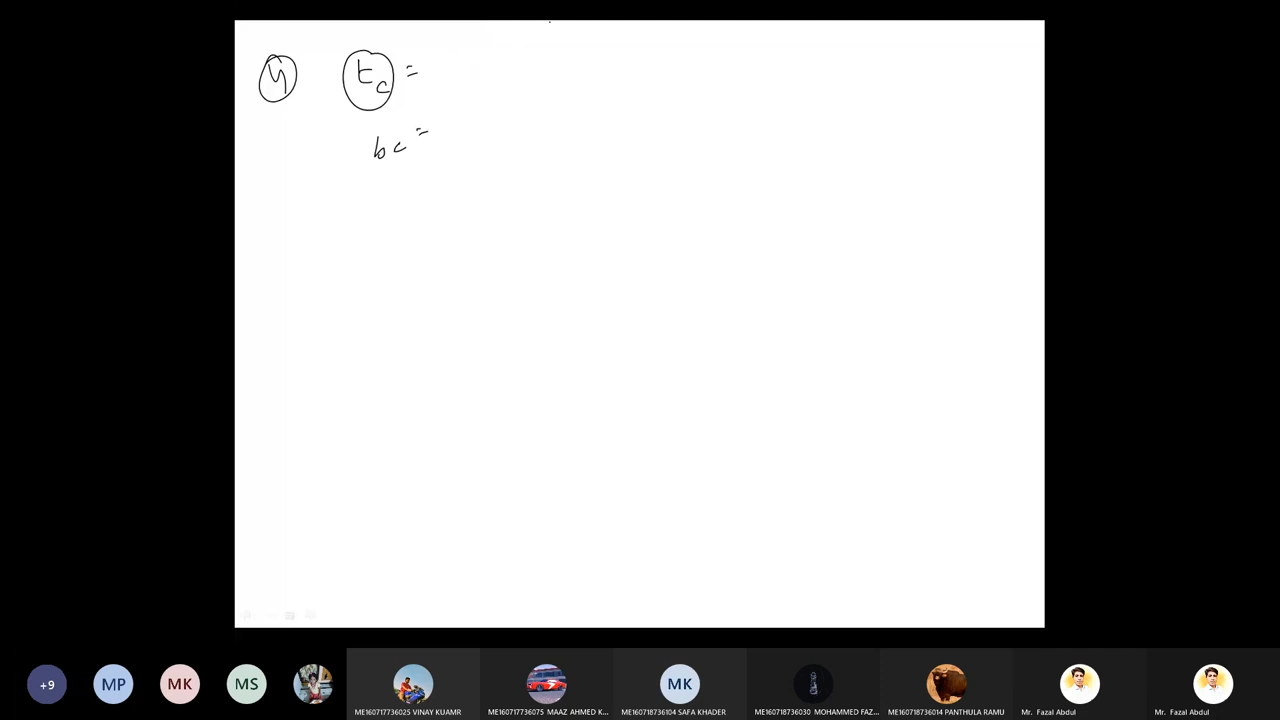 4 tc =
bc =
+9 MP MK MS MK
ME160717736025 VINAY KUAMR ME160717736075 MAAZ AHMED K... ME160718736104 SAFA KHADER ME160718736030 MOHAMMED FAZ... ME160718736014 PANTHULA RAMU Mr. Fazal Abdul Mr. Fazal Abdul